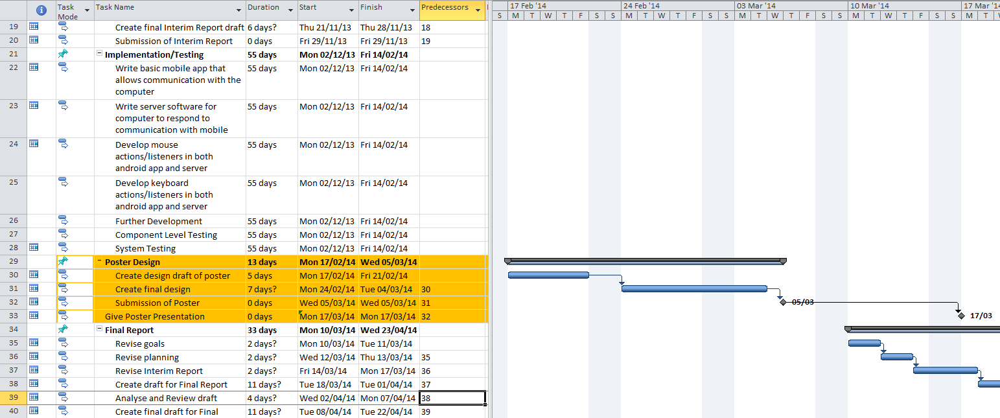 Task Mode Task Name Duration Start Finish Predecessors
17 Feb '14 24 Feb '14 03 Mar '14 10 Mar '14 17 Mar '14
S M T W T F S S M T W T F S S M T W T F S S M T W T F S S M T W
19 Create final Interim Report draft 6 days? Thu 21/11/13 Thu 28/11/13 18
20 Submission of Interim Report 0 days Fri 29/11/13 Fri 29/11/13 19
21 Implementation/Testing 55 days Mon 02/12/13 Fri 14/02/14
22 Write basic mobile app that 55 days Mon 02/12/13 Fri 14/02/14
allows communication with the
computer
23 Write server software for 55 days Mon 02/12/13 Fri 14/02/14
computer to respond to
communication with mobile
24 Develop mouse 55 days Mon 02/12/13 Fri 14/02/14
actions/listeners in both
android app and server
25 Develop keyboard 55 days Mon 02/12/13 Fri 14/02/14
actions/listeners in both
android app and server
26 Further Development 55 days Mon 02/12/13 Fri 14/02/14
27 Component Level Testing 55 days Mon 02/12/13 Fri 14/02/14
28 System Testing 55 days Mon 02/12/13 Fri 14/02/14
29 Poster Design 13 days Mon 17/02/14 Wed 05/03/14
30 Create design draft of poster 5 days Mon 17/02/14 Fri 21/02/14
31 Create final design 7 days? Mon 24/02/14 Tue 04/03/14 30
32 Submission of Poster 0 days Wed 05/03/14 Wed 05/03/14 31 05/03
33 Give Poster Presentation 0 days Mon 17/03/14 Mon 17/03/14 32 17/03
34 Final Report 33 days Mon 10/03/14 Wed 23/04/14
35 Revise goals 2 days? Mon 10/03/14 Tue 11/03/14
36 Revise planning 2 days? Wed 12/03/14 Thu 13/03/14 35
37 Revise Interim Report 2 days? Fri 14/03/14 Mon 17/03/14 36
38 Create draft for Final Report 11 days? Tue 18/03/14 Tue 01/04/14 37
39 Analyse and Review draft 4 days? Wed 02/04/14 Mon 07/04/14 38
40 Create final draft for Final 11 days? Tue 08/04/14 Tue 22/04/14 39